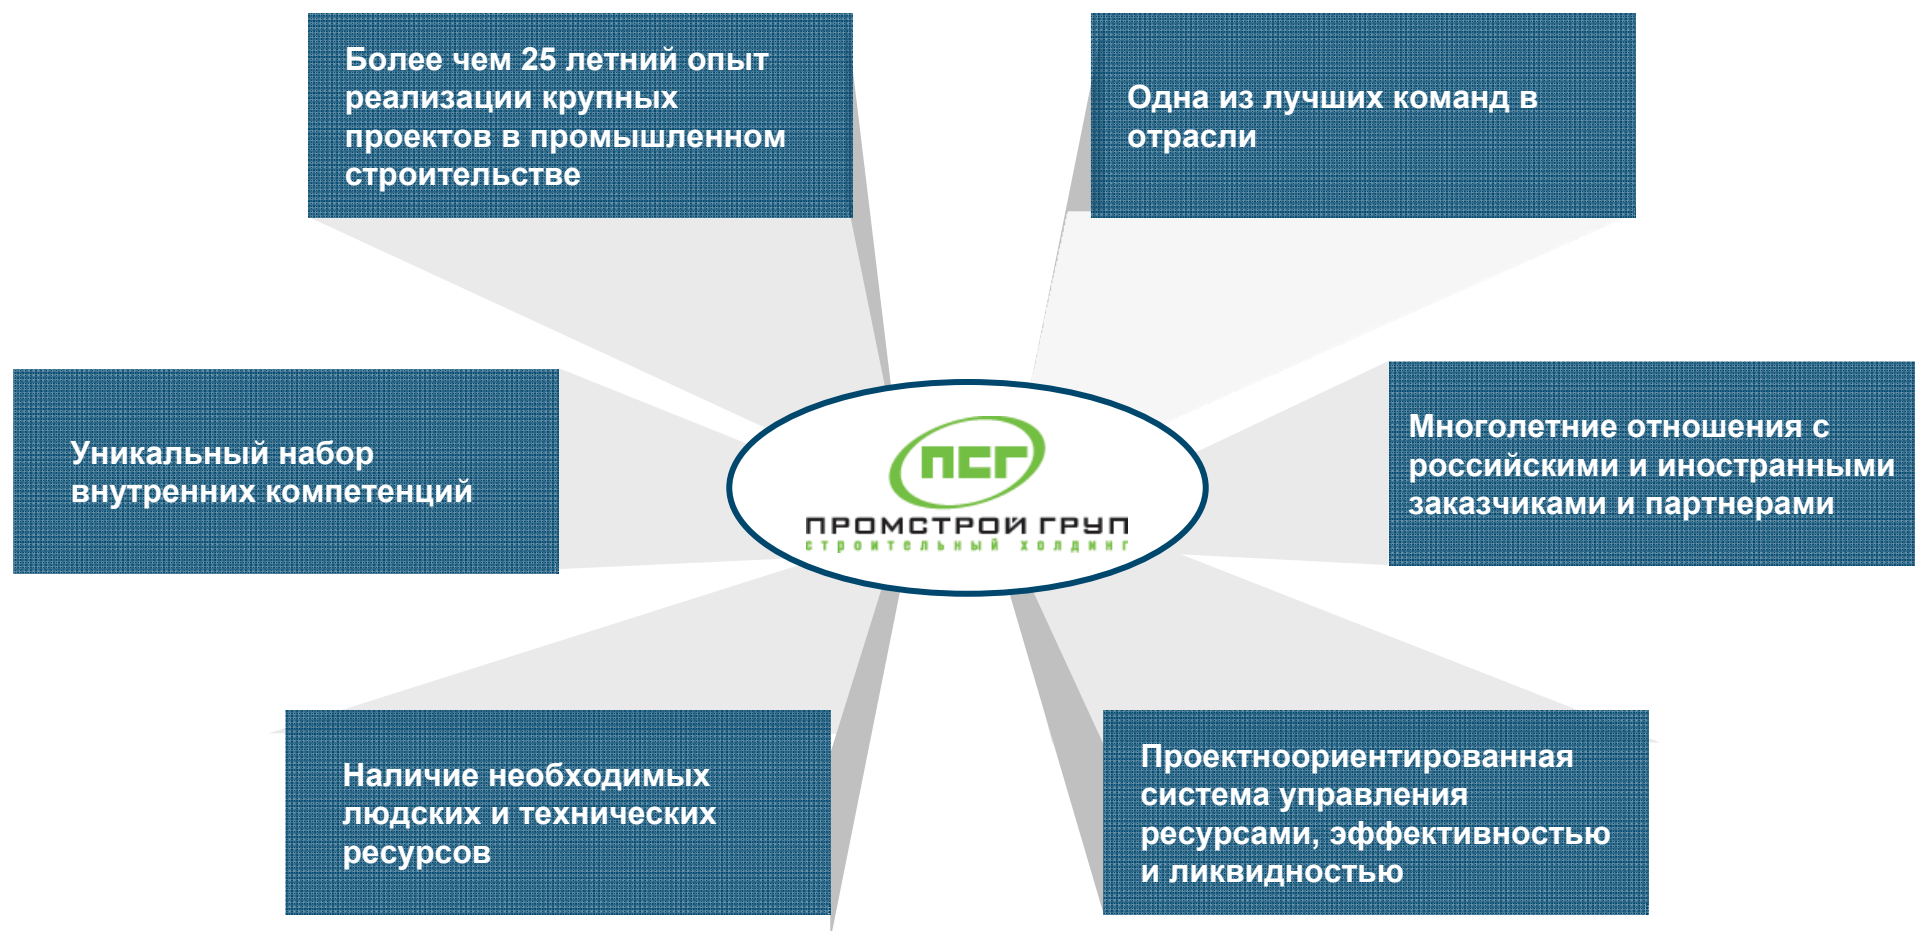 Более чем 25 летний опыт
реализации крупных
проектов в промышленном
строительстве
Одна из лучших команд в
отрасли
Уникальный набор
внутренних компетенций
ПСГ
ПРОМСТРОЙ ГРУП
строительный холдинг
Многолетние отношения с
российскими и иностранными
заказчиками и партнерами
Наличие необходимых
людских и технических
ресурсов
Проектноориентированная
система управления
ресурсами, эффективностью
и ликвидностью